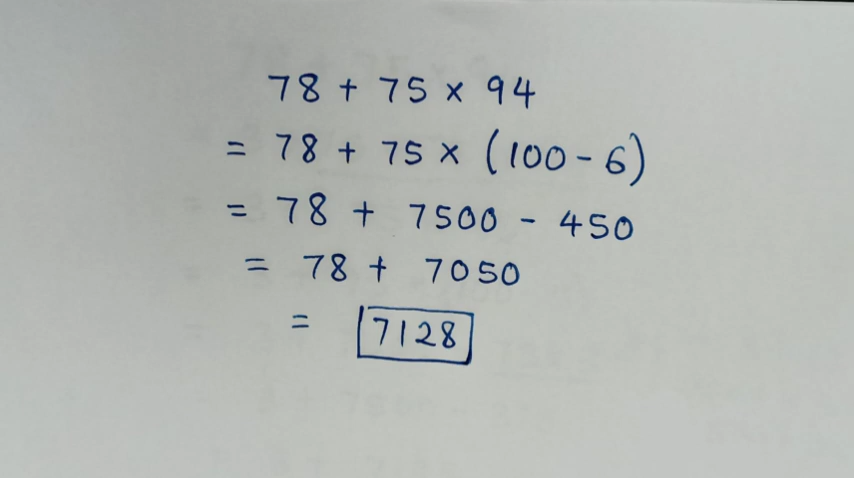 78 + 75 × 94
= 78 + 75 × (100 - 6)
= 78 + 7500 - 450
= 78 + 7050
= 7128